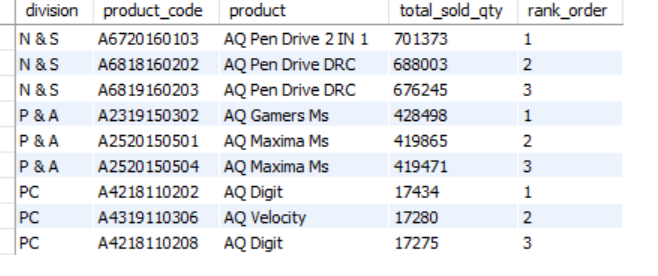 division product_code product total_sold_qty rank_order
N & S A6720160103 AQ Pen Drive 2 IN 1 701373 1
N & S A6818160202 AQ Pen Drive DRC 688003 2
N & S A6819160203 AQ Pen Drive DRC 676245 3
P & A A2319150302 AQ Gamers Ms 428498 1
P & A A2520150501 AQ Maxima Ms 419865 2
P & A A2520150504 AQ Maxima Ms 419471 3
PC A4218110202 AQ Digit 17434 1
PC A4319110306 AQ Velocity 17280 2
PC A4218110208 AQ Digit 17275 3